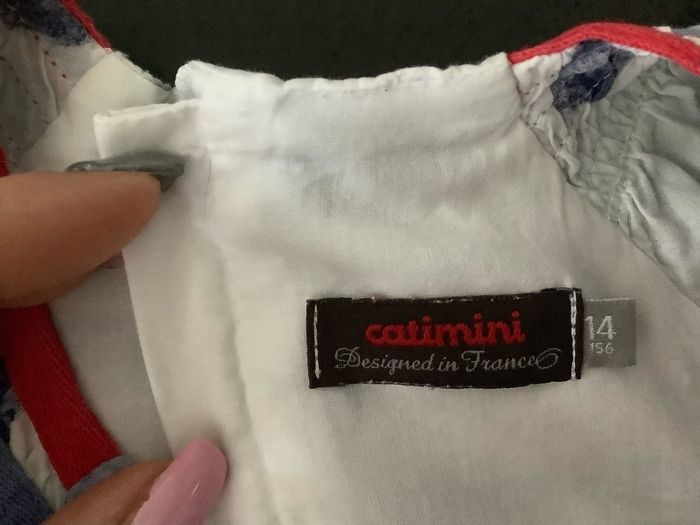 catimini
Designed in France
14
156